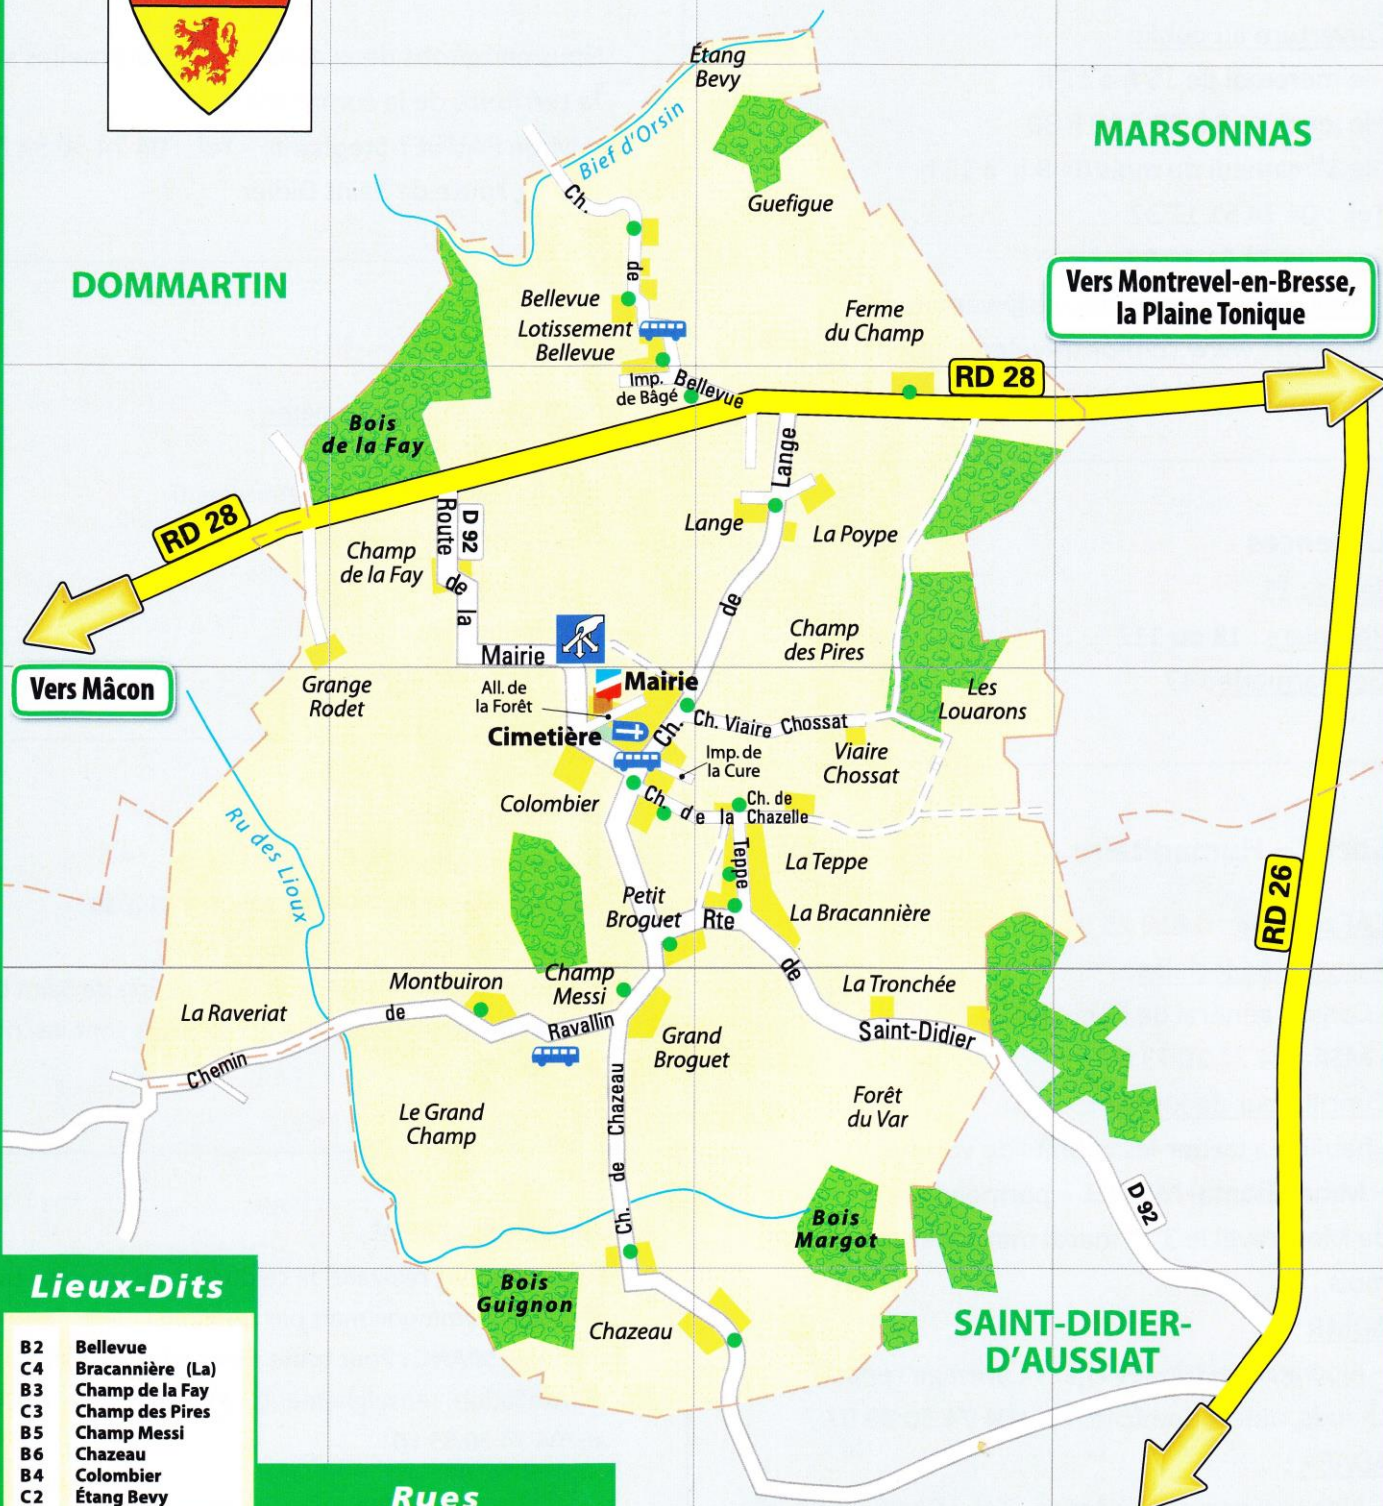 Étang
Bevy
Bief d'Orsin
MARSONNAS
Ch.
Guefigue
DOMMARTIN
de
Bellevue
Lotissement
Bellevue
Ferme
du Champ
Vers Montrevel-en-Bresse,
la Plaine Tonique
Imp.
de Bâgé
Bellevue
RD 28
Bois
de la Fay
Lange
RD 28
Route
D 92
Lange
La Poype
Champ
de la Fay
de
la
de
Champ
des Pires
Mairie
Vers Mâcon
Grange
Rodet
All. de
la Forêt
Mairie
Les
Louarons
Cimetière
Ch.
Ch. Viaire Chossat
Imp. de
la Cure
Viaire
Chossat
Colombier
Ch. de la
Ch. de
Chazelle
Ru des Lioux
Teppe
La Teppe
Petit
Broguet
Rte
La Bracannière
RD 26
de
Montbuiron
Champ
Messi
La Tronchée
La Raveriat
de
Ravallin
Saint-Didier
Grand
Broguet
Chemin
Le Grand
Champ
Ch. de Chazeau
Forêt
du Var
D 92
Bois
Margot
Lieux-Dits
Bois
Guignon
Chazeau
SAINT-DIDIER-
D'AUSSIAT
B2 Bellevue
C4 Bracannière (La)
B3 Champ de la Fay
C3 Champ des Pires
B5 Champ Messi
B6 Chazeau
B4 Colombier
C2 Étang Bevy
Rues